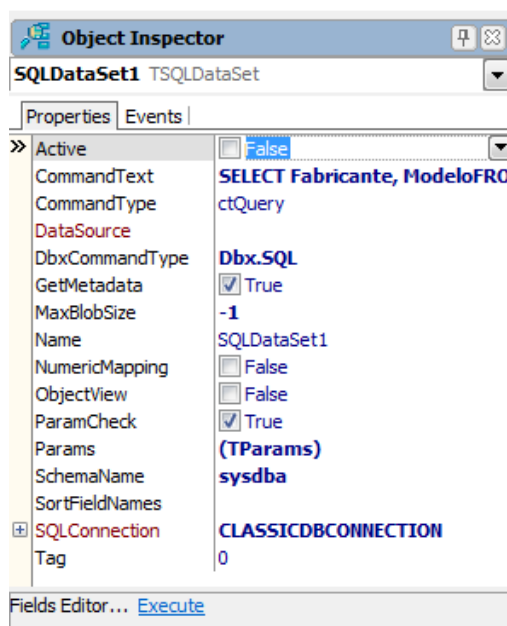 Object Inspector
SQLDataSet1 TSQLDataSet
Properties Events
Active False
CommandText SELECT Fabricante, ModeloFRO
CommandType ctQuery
DataSource
DbxCommandType Dbx.SQL
GetMetadata True
MaxBlobSize -1
Name SQLDataSet1
NumericMapping False
ObjectView False
ParamCheck True
Params (TParams)
SchemaName sysdba
SortFieldNames
SQLConnection CLASSICDBCONNECTION
Tag 0
Fields Editor... Execute